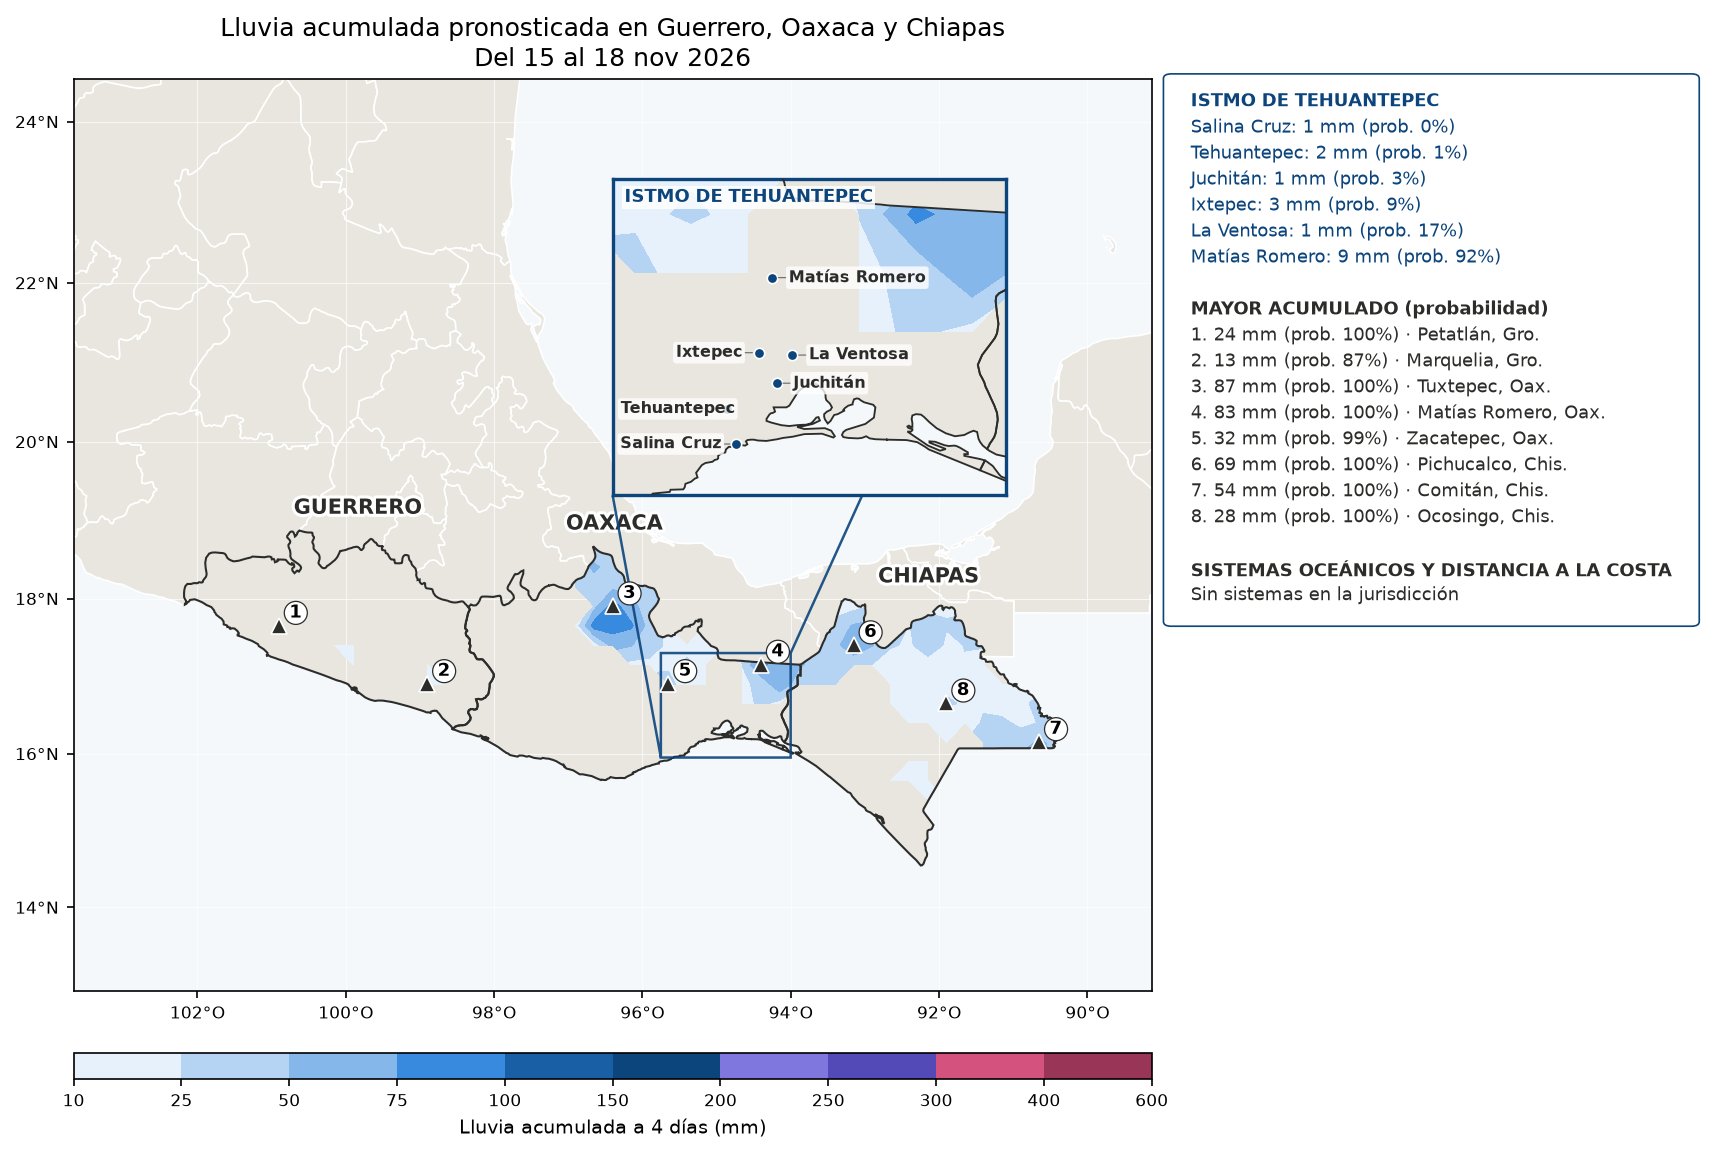 Lluvia acumulada pronosticada en Guerrero, Oaxaca y Chiapas
Del 15 al 18 nov 2026
24°N
22°N
20°N
18°N
16°N
14°N
102°O
100°O
98°O
96°O
94°O
92°O
90°O
ISTMO DE TEHUANTEPEC
Matías Romero
Ixtepec
La Ventosa
Juchitán
Tehuantepec
Salina Cruz
GUERRERO
OAXACA
CHIAPAS
1
2
3
4
5
6
7
8
ISTMO DE TEHUANTEPEC
Salina Cruz: 1 mm (prob. 0%)
Tehuantepec: 2 mm (prob. 1%)
Juchitán: 1 mm (prob. 3%)
Ixtepec: 3 mm (prob. 9%)
La Ventosa: 1 mm (prob. 17%)
Matías Romero: 9 mm (prob. 92%)
MAYOR ACUMULADO (probabilidad)
1. 24 mm (prob. 100%) · Petatlán, Gro.
2. 13 mm (prob. 87%) · Marquelia, Gro.
3. 87 mm (prob. 100%) · Tuxtepec, Oax.
4. 83 mm (prob. 100%) · Matías Romero, Oax.
5. 32 mm (prob. 99%) · Zacatepec, Oax.
6. 69 mm (prob. 100%) · Pichucalco, Chis.
7. 54 mm (prob. 100%) · Comitán, Chis.
8. 28 mm (prob. 100%) · Ocosingo, Chis.
SISTEMAS OCEÁNICOS Y DISTANCIA A LA COSTA
Sin sistemas en la jurisdicción
10 25 50 75 100 150 200 250 300 400 600
Lluvia acumulada a 4 días (mm)